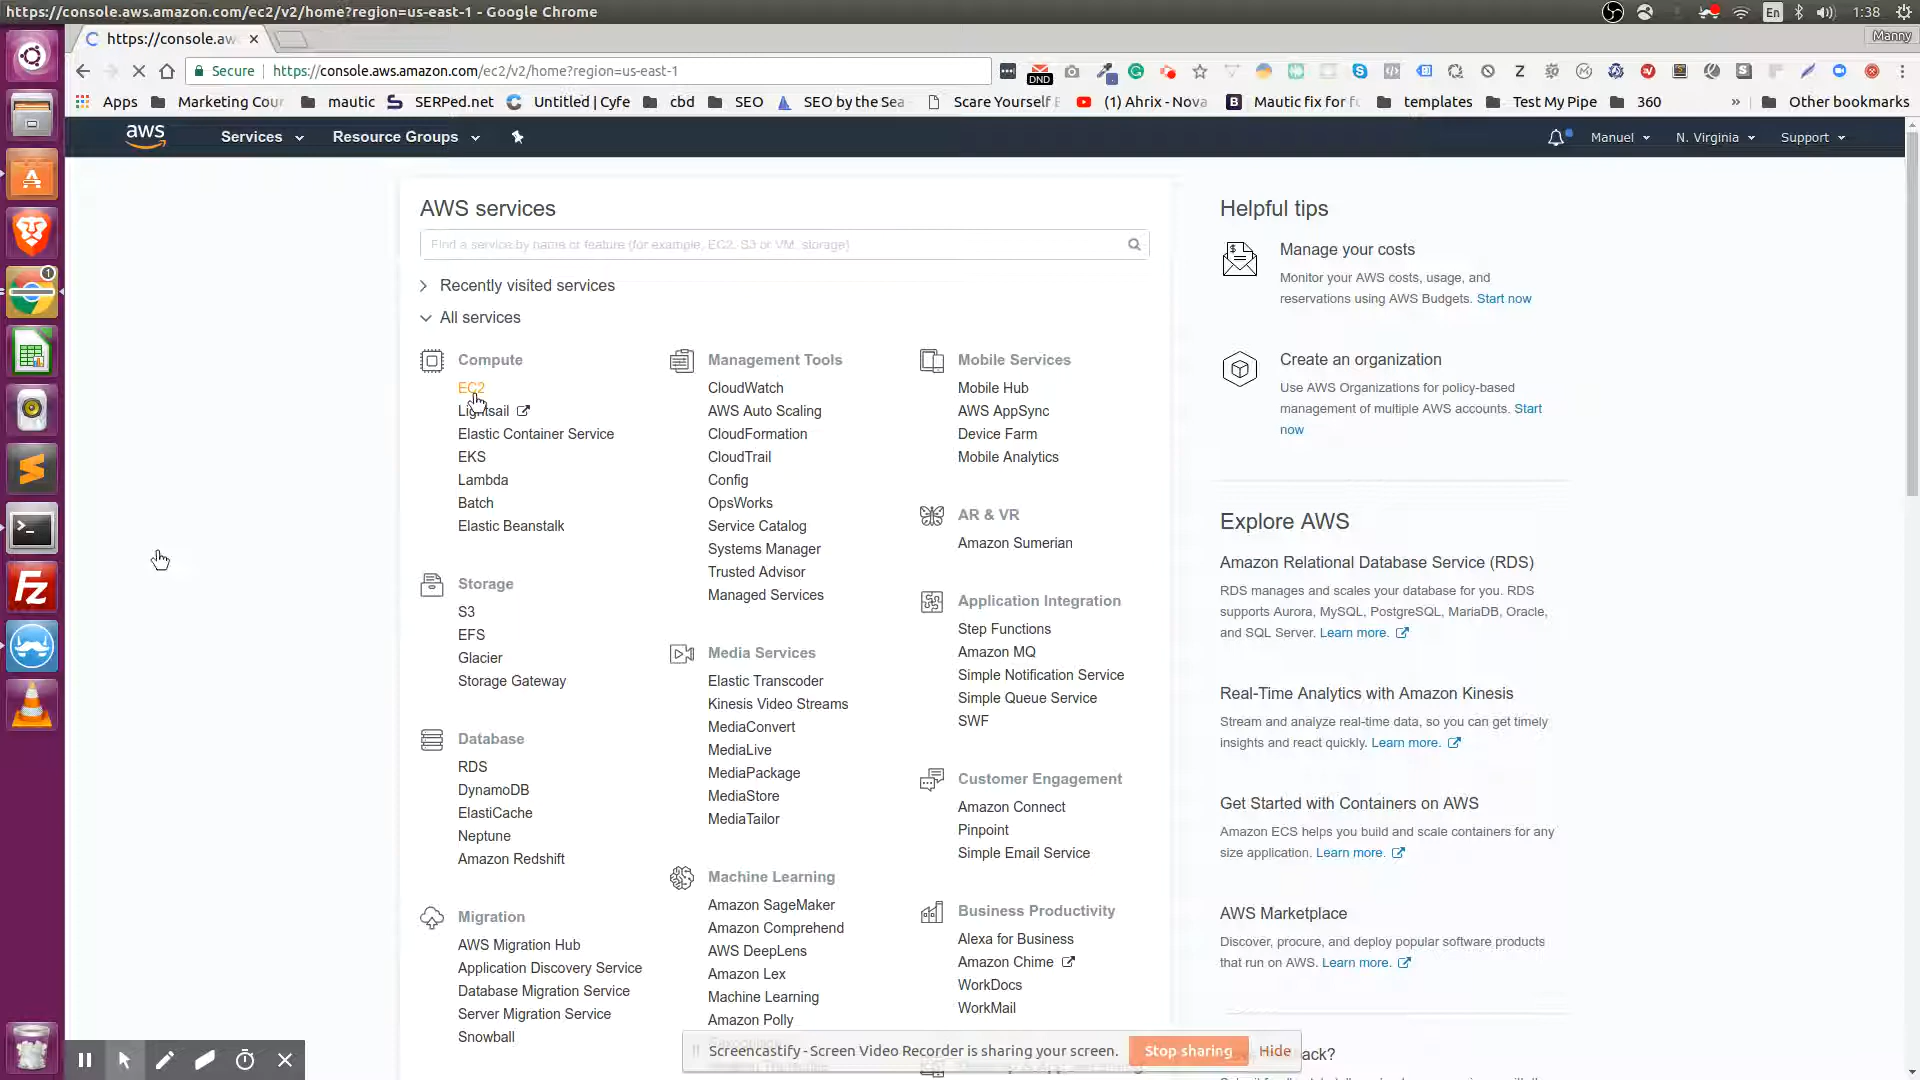 https://console.aws.amazon.com/ec2/v2/home?region=us-east-1 - Google Chrome
En
1:38
https://console.aw
Manny
Secure
https://console.aws.amazon.com/ec2/v2/home?region=us-east-1
DND
Apps
Marketing Cour
mautic
SERPed.net
Untitled | Cyfe
cbd
SEO
SEO by the Sea
Scare Yourself E
(1) Ahrix - Nova
Mautic fix for fo
templates
Test My Pipe
360
»
Other bookmarks
aws
Services
Resource Groups
Manuel
N. Virginia
Support
AWS services
Find a service by name or feature (for example, EC2, S3 or VM, storage)
Recently visited services
All services
Compute
EC2
Lightsail
Elastic Container Service
EKS
Lambda
Batch
Elastic Beanstalk
Storage
S3
EFS
Glacier
Storage Gateway
Database
RDS
DynamoDB
ElastiCache
Neptune
Amazon Redshift
Migration
AWS Migration Hub
Application Discovery Service
Database Migration Service
Server Migration Service
Snowball
Management Tools
CloudWatch
AWS Auto Scaling
CloudFormation
CloudTrail
Config
OpsWorks
Service Catalog
Systems Manager
Trusted Advisor
Managed Services
Media Services
Elastic Transcoder
Kinesis Video Streams
MediaConvert
MediaLive
MediaPackage
MediaStore
MediaTailor
Machine Learning
Amazon SageMaker
Amazon Comprehend
AWS DeepLens
Amazon Lex
Machine Learning
Amazon Polly
Mobile Services
Mobile Hub
AWS AppSync
Device Farm
Mobile Analytics
AR & VR
Amazon Sumerian
Application Integration
Step Functions
Amazon MQ
Simple Notification Service
Simple Queue Service
SWF
Customer Engagement
Amazon Connect
Pinpoint
Simple Email Service
Business Productivity
Alexa for Business
Amazon Chime
WorkDocs
WorkMail
Helpful tips
Manage your costs
Monitor your AWS costs, usage, and
reservations using AWS Budgets. Start now
Create an organization
Use AWS Organizations for policy-based
management of multiple AWS accounts. Start
now
Explore AWS
Amazon Relational Database Service (RDS)
RDS manages and scales your database for you. RDS
supports Aurora, MySQL, PostgreSQL, MariaDB, Oracle,
and SQL Server. Learn more.
Real-Time Analytics with Amazon Kinesis
Stream and analyze real-time data, so you can get timely
insights and react quickly. Learn more.
Get Started with Containers on AWS
Amazon ECS helps you build and scale containers for any
size application. Learn more.
AWS Marketplace
Discover, procure, and deploy popular software products
that run on AWS. Learn more.
ack?
Screencastify - Screen Video Recorder is sharing your screen.
Stop sharing
Hide